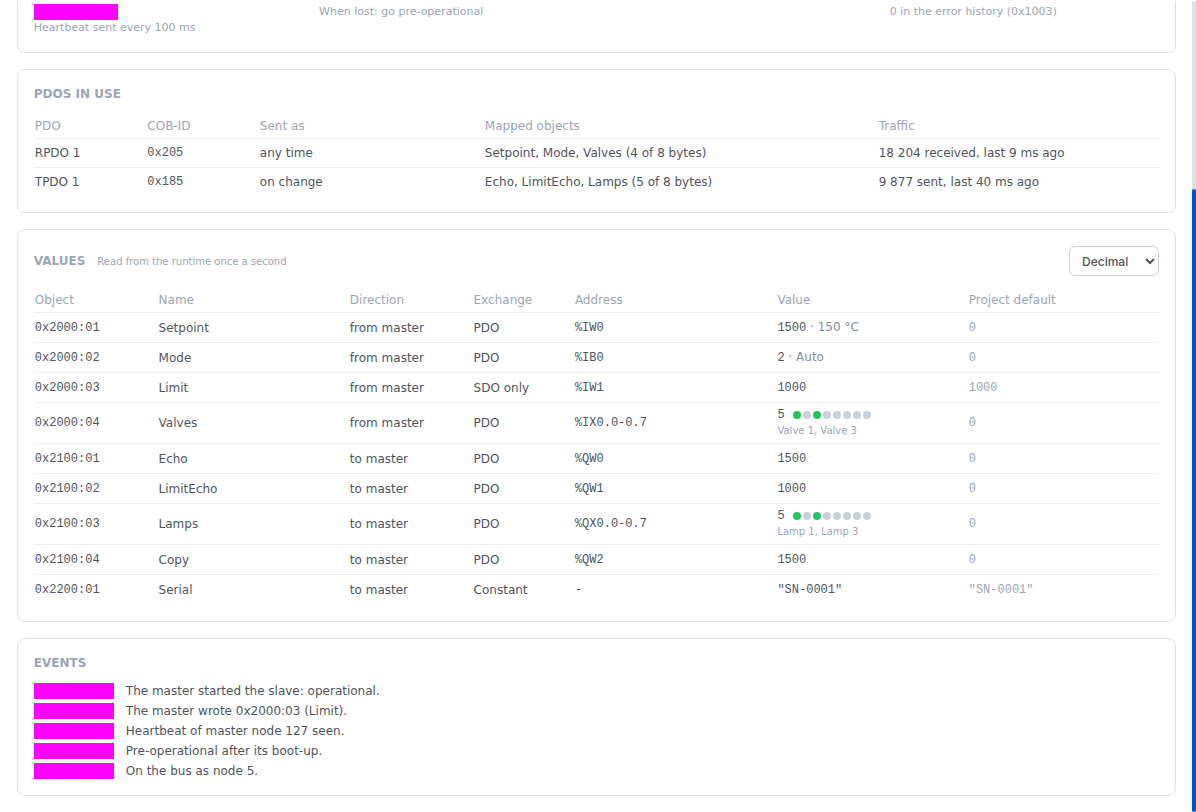 When lost: go pre-operational 0 in the error history (0x1003)
Heartbeat sent every 100 ms
PDOS IN USE
PDO COB-ID Sent as Mapped objects Traffic
RPDO 1 0x205 any time Setpoint, Mode, Valves (4 of 8 bytes) 18 204 received, last 9 ms ago
TPDO 1 0x185 on change Echo, LimitEcho, Lamps (5 of 8 bytes) 9 877 sent, last 40 ms ago
VALUES Read from the runtime once a second Decimal
Object Name Direction Exchange Address Value Project default
0x2000:01 Setpoint from master PDO %IW0 1500 · 150 °C 0
0x2000:02 Mode from master PDO %IB0 2 · Auto 0
0x2000:03 Limit from master SDO only %IW1 1000 1000
0x2000:04 Valves from master PDO %IX0.0-0.7 5 0
Valve 1, Valve 3
0x2100:01 Echo to master PDO %QW0 1500 0
0x2100:02 LimitEcho to master PDO %QW1 1000 0
0x2100:03 Lamps to master PDO %QX0.0-0.7 5 0
Lamp 1, Lamp 3
0x2100:04 Copy to master PDO %QW2 1500 0
0x2200:01 Serial to master Constant - "SN-0001" "SN-0001"
EVENTS
The master started the slave: operational.
The master wrote 0x2000:03 (Limit).
Heartbeat of master node 127 seen.
Pre-operational after its boot-up.
On the bus as node 5.